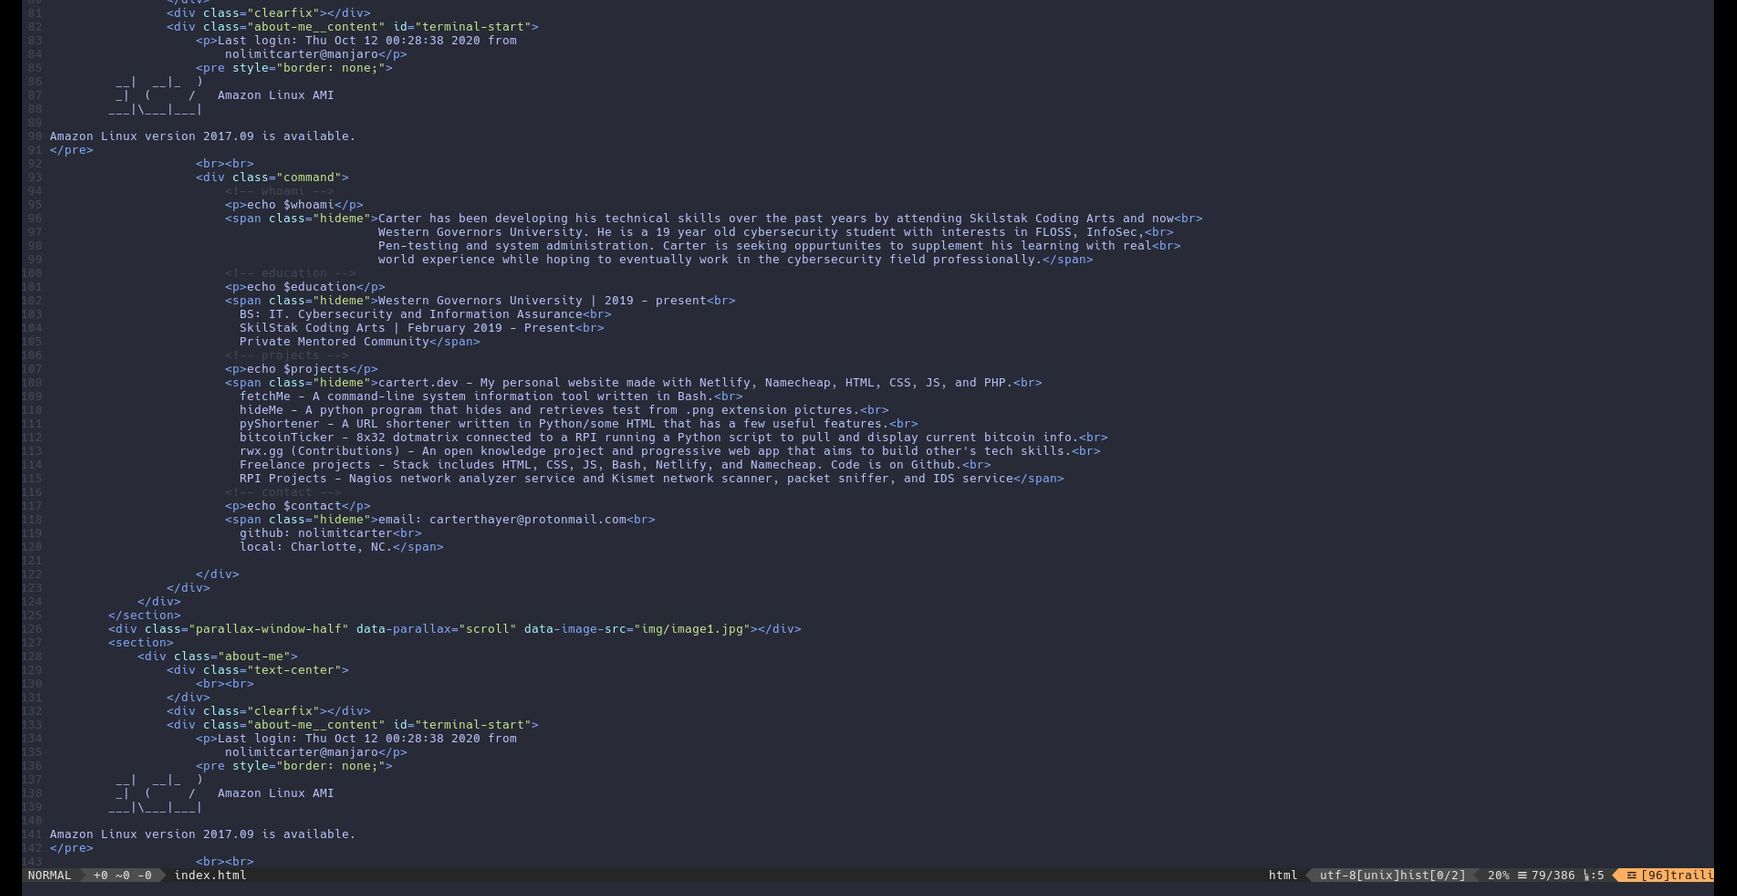 80 </div>
81 <div class="clearfix"></div>
82 <div class="about-me__content" id="terminal-start">
83 <p>Last login: Thu Oct 12 00:28:38 2020 from
84 nolimitcarter@manjaro</p>
85 <pre style="border: none;">
86 __|  __|_  )
87 _|  (     /   Amazon Linux AMI
88 ___|\___|___|
89
90 Amazon Linux version 2017.09 is available.
91 </pre>
92 <br><br>
93 <div class="command">
94 <!-- whoami -->
95 <p>echo $whoami</p>
96 <span class="hideme">Carter has been developing his technical skills over the past years by attending Skilstak Coding Arts and now<br>
97 Western Governors University. He is a 19 year old cybersecurity student with interests in FLOSS, InfoSec,<br>
98 Pen-testing and system administration. Carter is seeking oppurtunites to supplement his learning with real<br>
99 world experience while hoping to eventually work in the cybersecurity field professionally.</span>
100 <!-- education -->
101 <p>echo $education</p>
102 <span class="hideme">Western Governors University | 2019 - present<br>
103 BS: IT. Cybersecurity and Information Assurance<br>
104 SkilStak Coding Arts | February 2019 - Present<br>
105 Private Mentored Community</span>
106 <!-- projects -->
107 <p>echo $projects</p>
108 <span class="hideme">cartert.dev - My personal website made with Netlify, Namecheap, HTML, CSS, JS, and PHP.<br>
109 fetchMe - A command-line system information tool written in Bash.<br>
110 hideMe - A python program that hides and retrieves test from .png extension pictures.<br>
111 pyShortener - A URL shortener written in Python/some HTML that has a few useful features.<br>
112 bitcoinTicker - 8x32 dotmatrix connected to a RPI running a Python script to pull and display current bitcoin info.<br>
113 rwx.gg (Contributions) - An open knowledge project and progressive web app that aims to build other's tech skills.<br>
114 Freelance projects - Stack includes HTML, CSS, JS, Bash, Netlify, and Namecheap. Code is on Github.<br>
115 RPI Projects - Nagios network analyzer service and Kismet network scanner, packet sniffer, and IDS service</span>
116 <!-- contact -->
117 <p>echo $contact</p>
118 <span class="hideme">email: carterthayer@protonmail.com<br>
119 github: nolimitcarter<br>
120 local: Charlotte, NC.</span>
121
122 </div>
123 </div>
124 </div>
125 </section>
126 <div class="parallax-window-half" data-parallax="scroll" data-image-src="img/image1.jpg"></div>
127 <section>
128 <div class="about-me">
129 <div class="text-center">
130 <br><br>
131 </div>
132 <div class="clearfix"></div>
133 <div class="about-me__content" id="terminal-start">
134 <p>Last login: Thu Oct 12 00:28:38 2020 from
135 nolimitcarter@manjaro</p>
136 <pre style="border: none;">
137 __|  __|_  )
138 _|  (     /   Amazon Linux AMI
139 ___|\___|___|
140
141 Amazon Linux version 2017.09 is available.
142 </pre>
143 <br><br>
NORMAL +0 ~0 -0 index.html html utf-8[unix]hist[0/2] 20% ☰ 79/386 :5 [96]traili